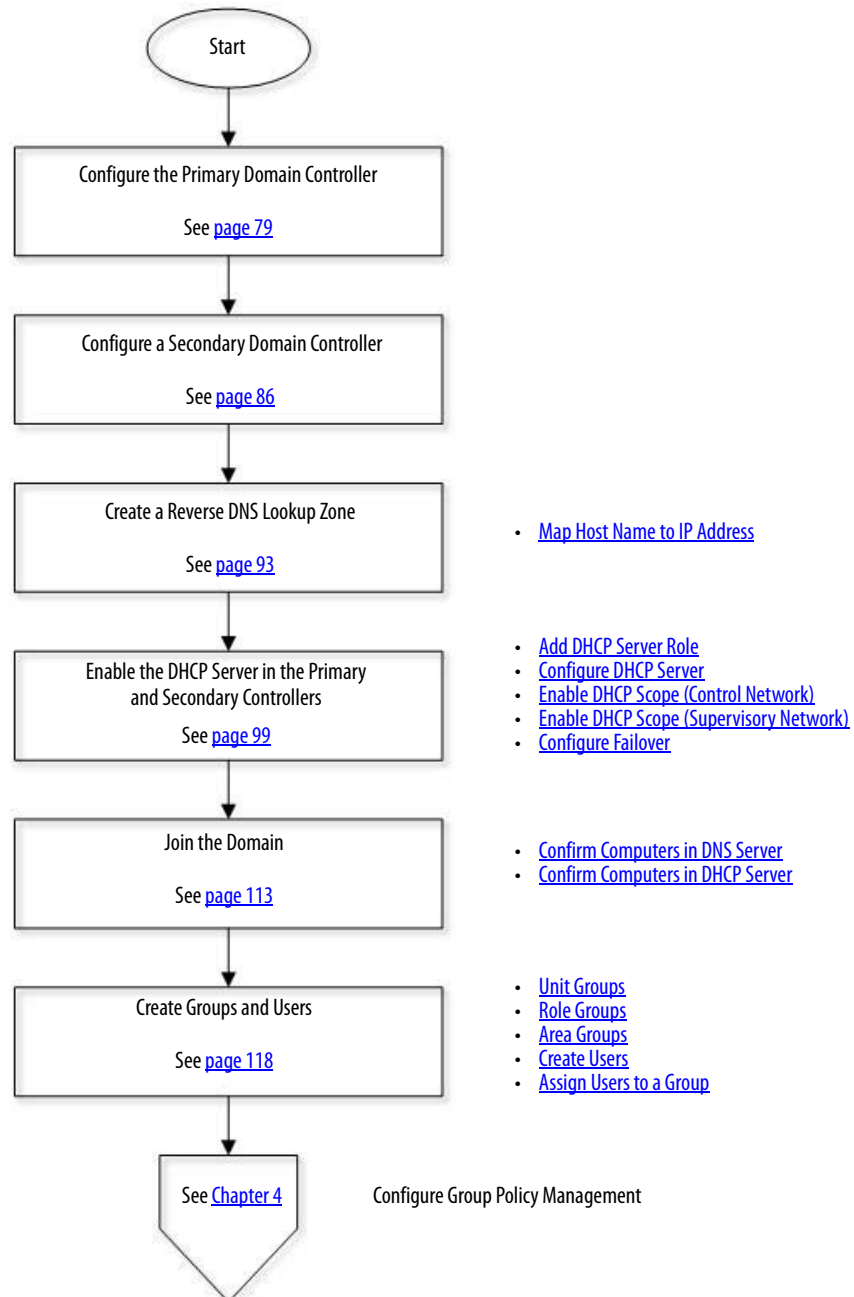 Start
Configure the Primary Domain Controller
See page 79
Configure a Secondary Domain Controller
See page 86
Create a Reverse DNS Lookup Zone
See page 93
• Map Host Name to IP Address
Enable the DHCP Server in the Primary
and Secondary Controllers
See page 99
• Add DHCP Server Role
• Configure DHCP Server
• Enable DHCP Scope (Control Network)
• Enable DHCP Scope (Supervisory Network)
• Configure Failover
Join the Domain
See page 113
• Confirm Computers in DNS Server
• Confirm Computers in DHCP Server
Create Groups and Users
See page 118
• Unit Groups
• Role Groups
• Area Groups
• Create Users
• Assign Users to a Group
See Chapter 4
Configure Group Policy Management